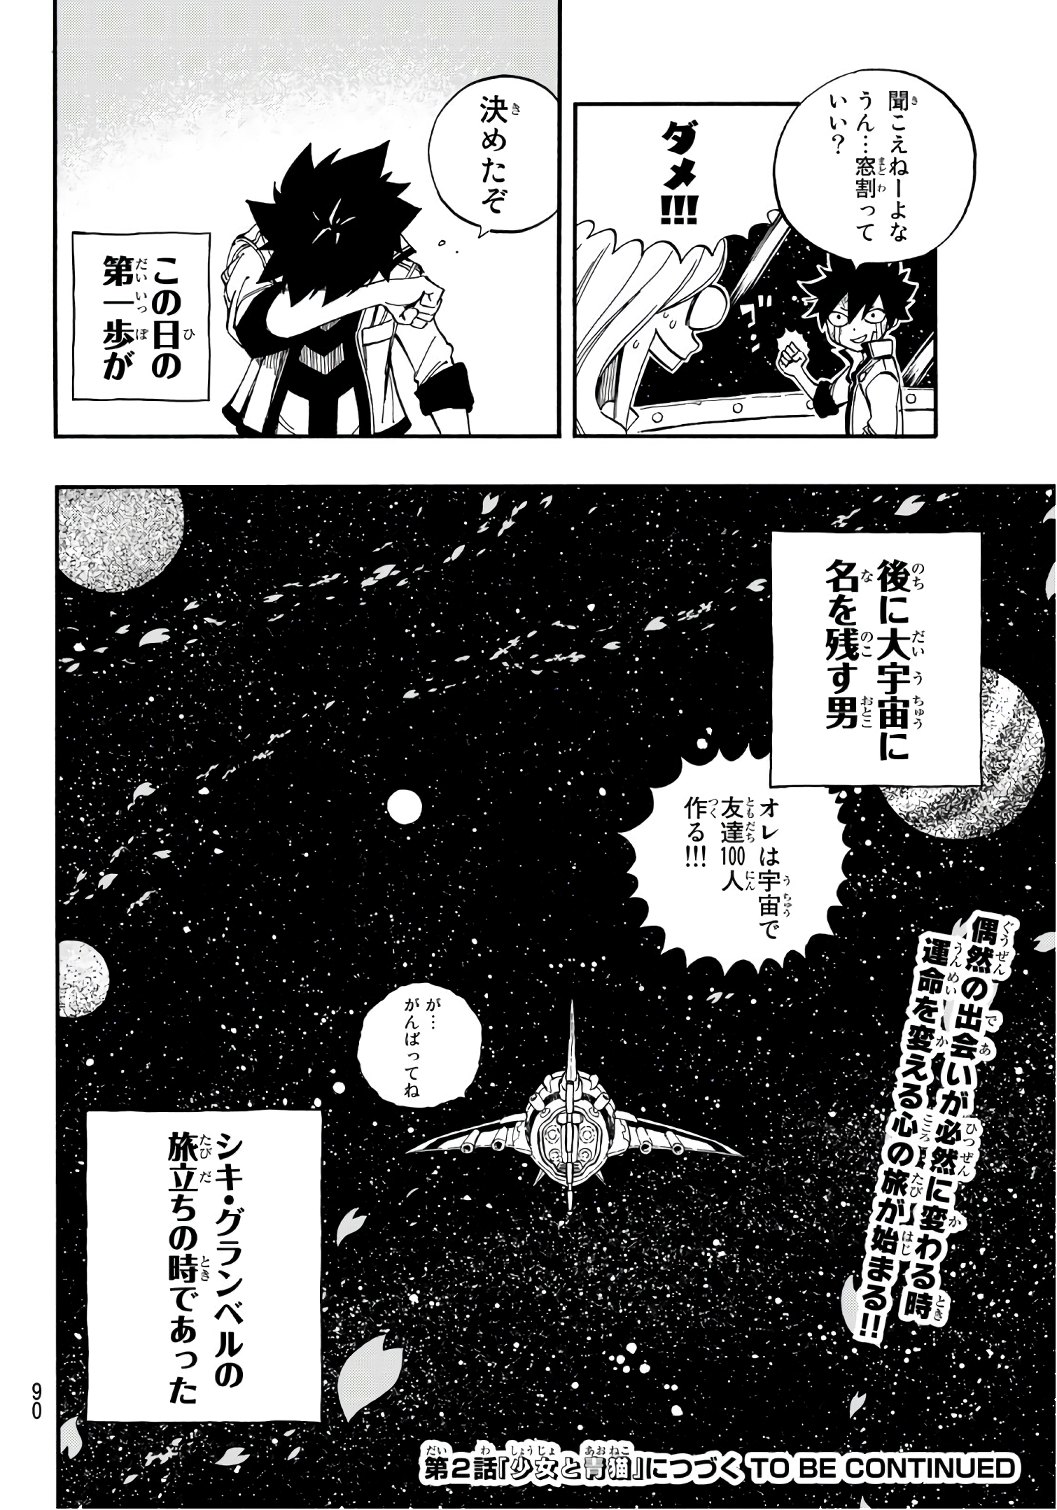 聞こえねーよな
うん…窓割って
いい?
ダメ!!!
ゴゴ
決めたぞ
この日の
第一歩が
後に大宇宙に
名を残す男
オレは宇宙で
友達100人
作る!!!
が…
がんばってね
シキ・グランベルの
旅立ちの時であった
偶然の出会いが必然に変わる時
運命を変える心の旅が始まる!!
第2話『少女と青猫』につづく TO BE CONTINUED
90